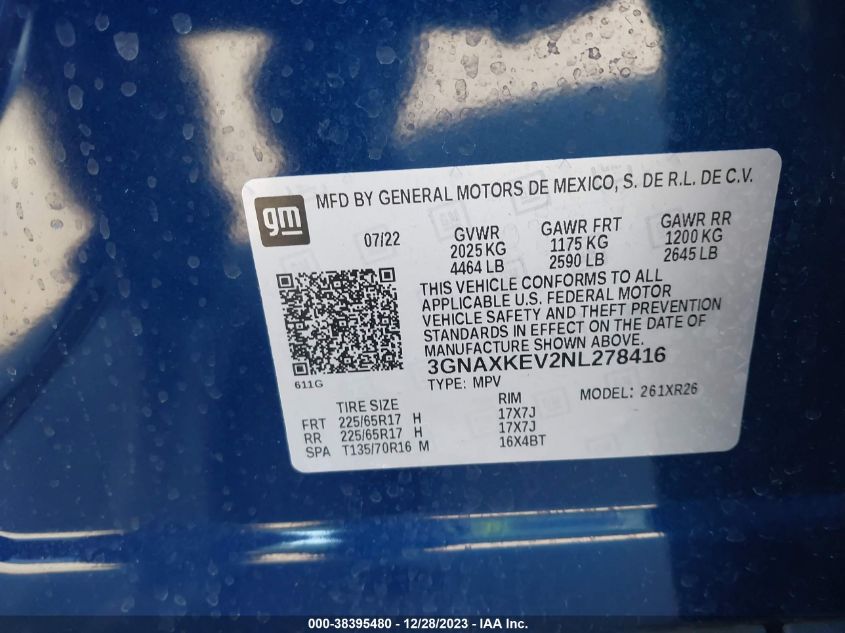 gm
MFD BY GENERAL MOTORS DE MEXICO, S. DE R.L. DE C.V.
07/22 GVWR GAWR FRT GAWR RR
2025 KG 1175 KG 1200 KG
4464 LB 2590 LB 2645 LB
THIS VEHICLE CONFORMS TO ALL
APPLICABLE U.S. FEDERAL MOTOR
VEHICLE SAFETY AND THEFT PREVENTION
STANDARDS IN EFFECT ON THE DATE OF
MANUFACTURE SHOWN ABOVE.
3GNAXKEV2NL278416
611G
TYPE: MPV MODEL: 261XR26
TIRE SIZE RIM
FRT 225/65R17 H 17X7J
RR 225/65R17 H 17X7J
SPA T135/70R16 M 16X4BT
000-38395480 - 12/28/2023 - IAA Inc.